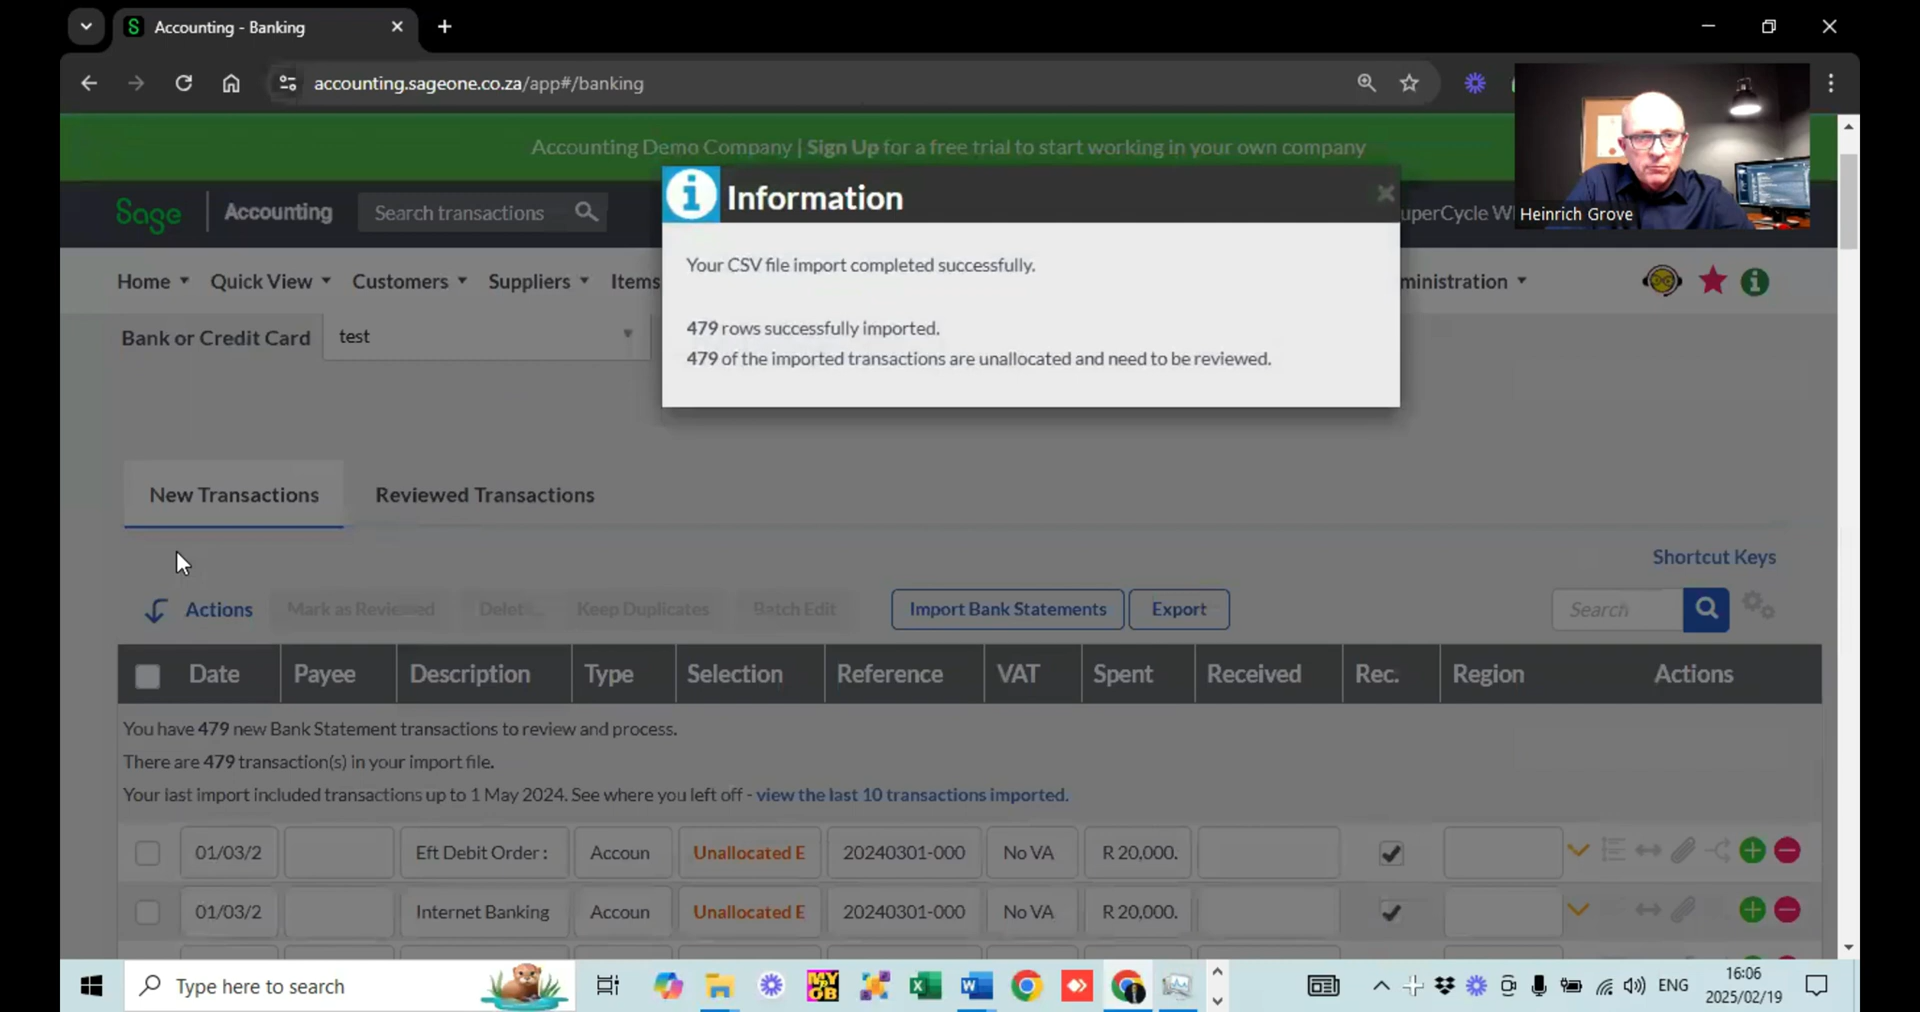 Accounting - Banking
accounting.sageone.co.za/app#/banking
Accounting Demo Company | Sign Up for a free trial to start working in your own company
Sage Accounting
Search transactions
Information
Your CSV file import completed successfully.
479 rows successfully imported.
479 of the imported transactions are unallocated and need to be reviewed.
Heinrich Grove
Home Quick View Customers Suppliers Items
Bank or Credit Card test
New Transactions Reviewed Transactions
Shortcut Keys
Actions Mark as Reviewed Delet... Keep Duplicates Batch Edit Import Bank Statements Export Search
Date Payee Description Type Selection Reference VAT Spent Received Rec. Region Actions
You have 479 new Bank Statement transactions to review and process.
There are 479 transaction(s) in your import file.
Your last import included transactions up to 1 May 2024. See where you left off - view the last 10 transactions imported.
01/03/2 Eft Debit Order : Accoun Unallocated E 20240301-000 No VA R 20,000.
01/03/2 Internet Banking Accoun Unallocated E 20240301-000 No VA R 20,000.
Type here to search
MYOB
ENG
16:06
2025/02/19